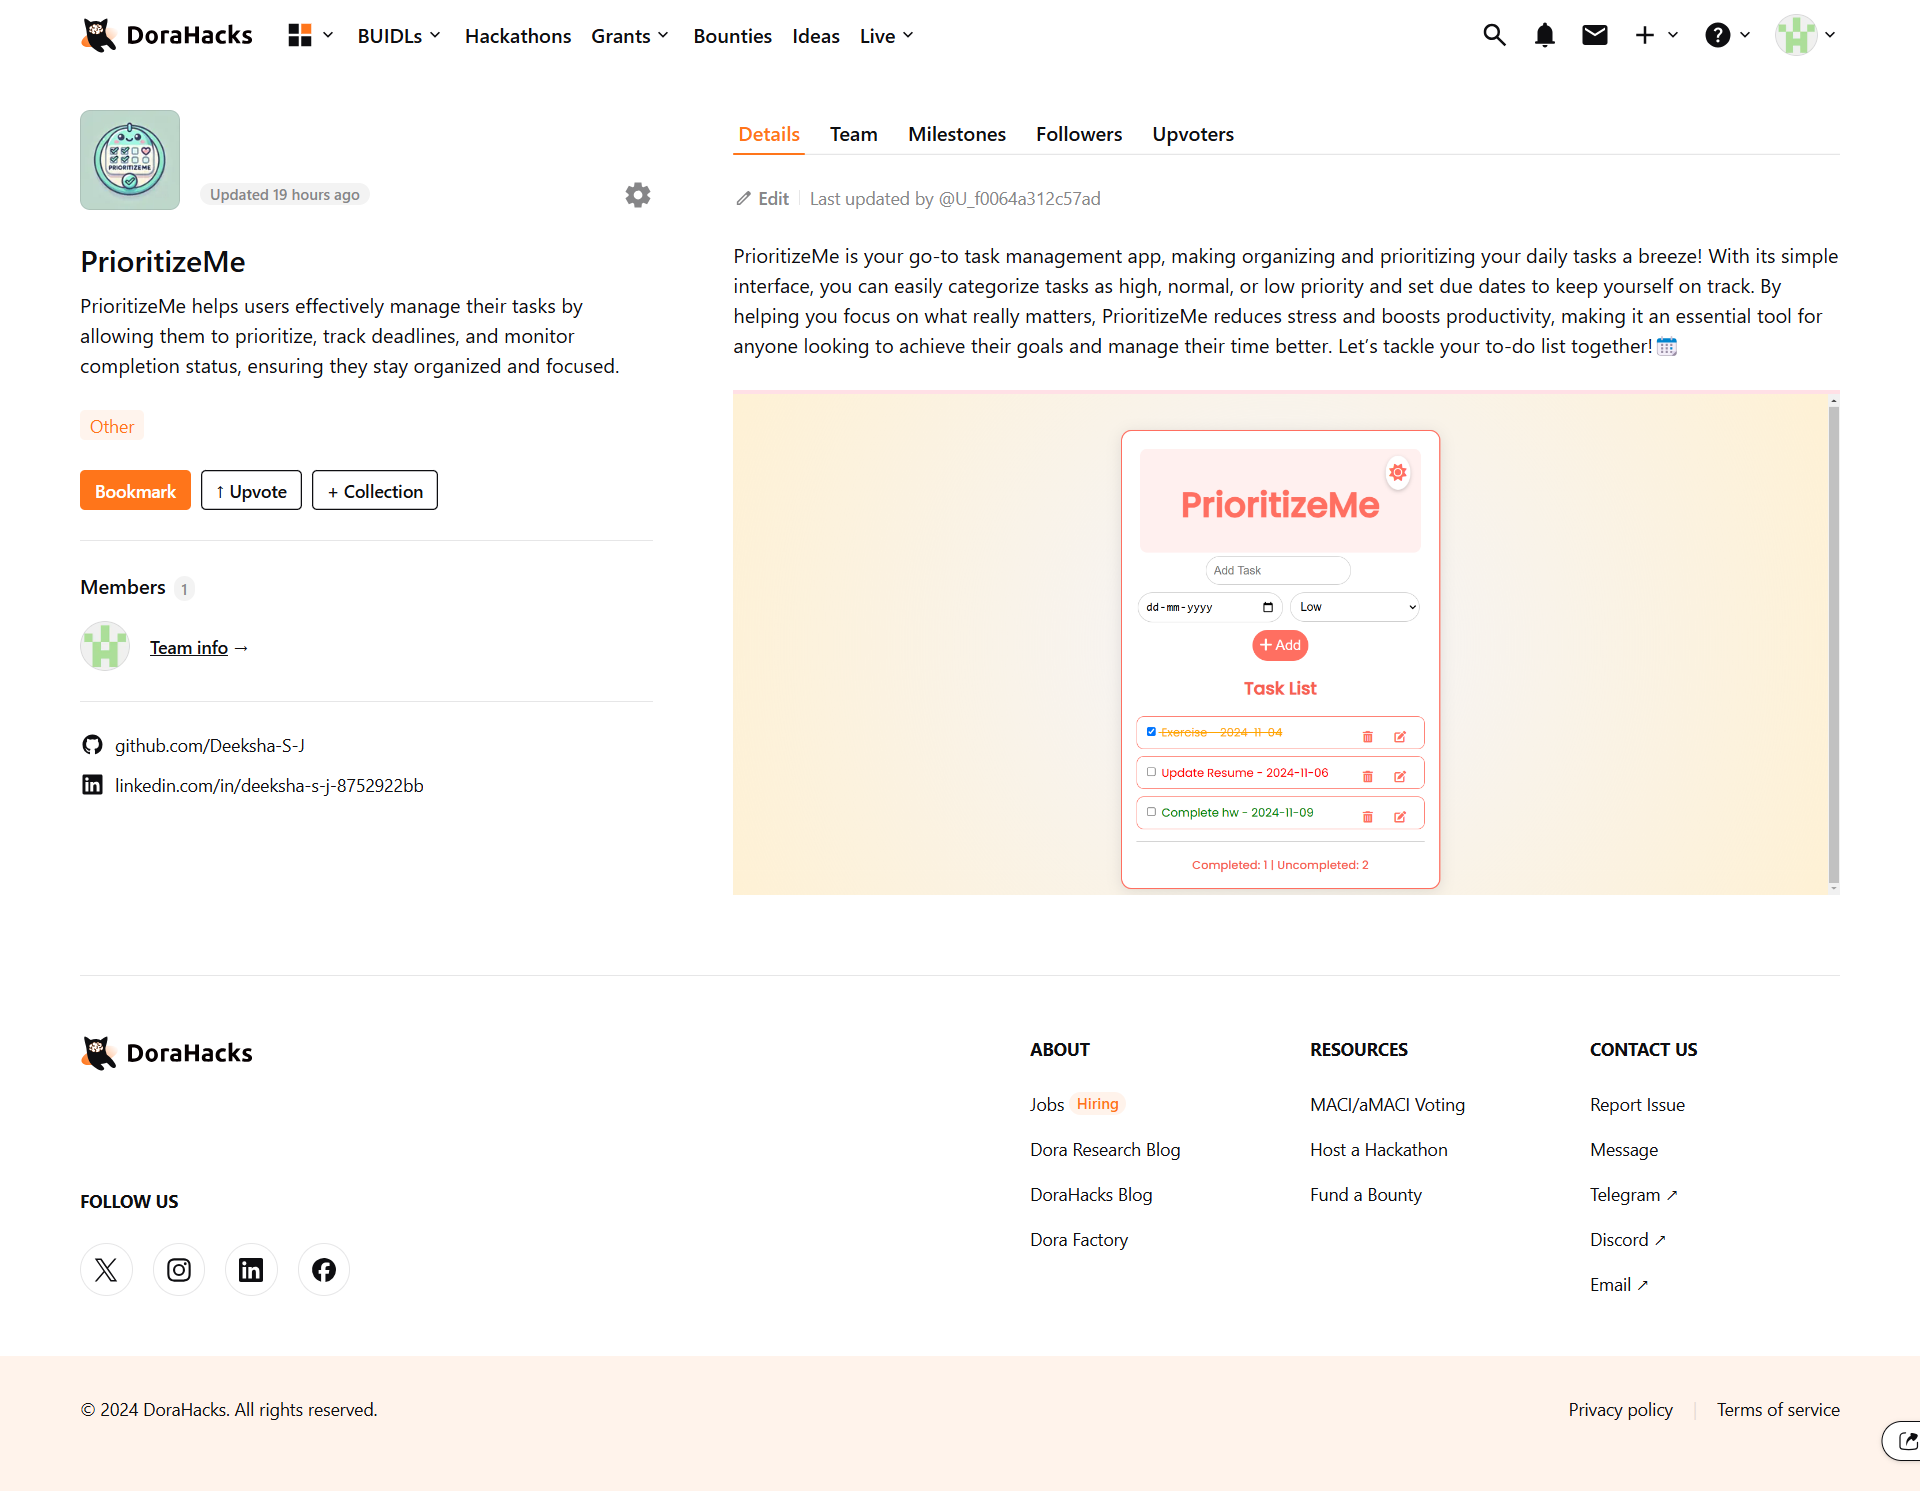 DoraHacks
BUIDLs
Hackathons
Grants
Bounties
Ideas
Live
PRIORITIZEME
Updated 19 hours ago
PrioritizeMe
PrioritizeMe helps users effectively manage their tasks by
allowing them to prioritize, track deadlines, and monitor
completion status, ensuring they stay organized and focused.
Other
Bookmark
↑ Upvote
+ Collection
Members 1
Team info →
github.com/Deeksha-S-J
linkedin.com/in/deeksha-s-j-8752922bb
Details
Team
Milestones
Followers
Upvoters
Edit
Last updated by @U_f0064a312c57ad
PrioritizeMe is your go-to task management app, making organizing and prioritizing your daily tasks a breeze! With its simple
interface, you can easily categorize tasks as high, normal, or low priority and set due dates to keep yourself on track. By
helping you focus on what really matters, PrioritizeMe reduces stress and boosts productivity, making it an essential tool for
anyone looking to achieve their goals and manage their time better. Let’s tackle your to-do list together!🗓️
PrioritizeMe
Add Task
dd-mm-yyyy
Low
+ Add
Task List
Exercise - 2024-11-04
Update Resume - 2024-11-06
Complete hw - 2024-11-09
Completed: 1 | Uncompleted: 2
DoraHacks
FOLLOW US
ABOUT
Jobs Hiring
Dora Research Blog
DoraHacks Blog
Dora Factory
RESOURCES
MACI/aMACI Voting
Host a Hackathon
Fund a Bounty
CONTACT US
Report Issue
Message
Telegram ↗
Discord ↗
Email ↗
© 2024 DoraHacks. All rights reserved.
Privacy policy
Terms of service